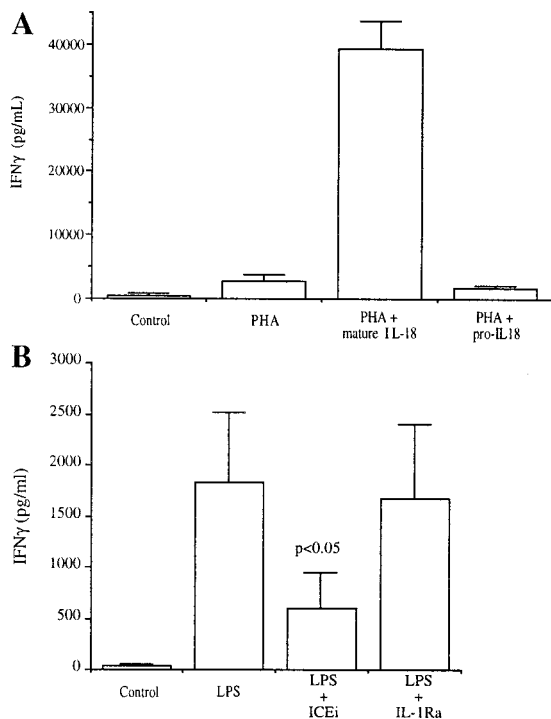 A
IFNγ (pg/mL)
40000
30000
20000
10000
0
Control
PHA
PHA +
mature IL-18
PHA +
pro-IL18
B
IFNγ (pg/ml)
3000
2500
2000
1500
1000
500
0
p<0.05
Control
LPS
LPS
+
ICEi
LPS
+
IL-1Ra